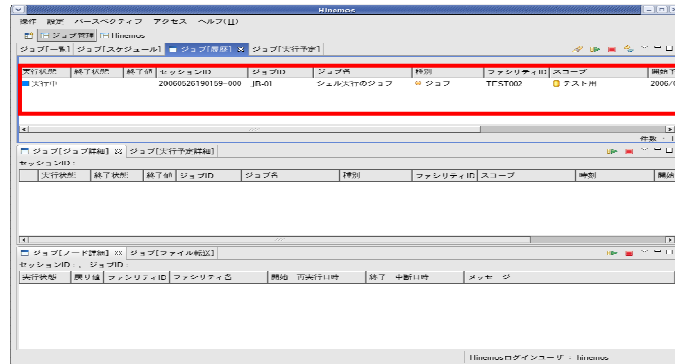 Hinemos
操作 設定 パースペクティブ アクセス ヘルプ(H)
ジョブ管理 Hinemos
ジョブ[一覧] ジョブ[スケジュール] ジョブ[履歴] ジョブ[実行予定]
実行状態 終了状態 終了値 セッションID ジョブID ジョブ名 種別 ファシリティID スコープ
実行中 20060526190159-000 JB-01 シェル実行のジョブ ジョブ TEST002 テスト用
件数 : 1
ジョブ[ジョブ詳細] ジョブ[実行予定詳細]
セッションID :
実行状態 終了状態 終了値 ジョブID ジョブ名 種別 ファシリティID スコープ 時刻
ジョブ[ノード詳細] ジョブ[ファイル転送]
セッションID : , ジョブID :
実行状態 戻り値 ファシリティID ファシリティ名 開始・再実行日時 終了・中断日時 メッセージ
Hinemosログインユーザ : hinemos